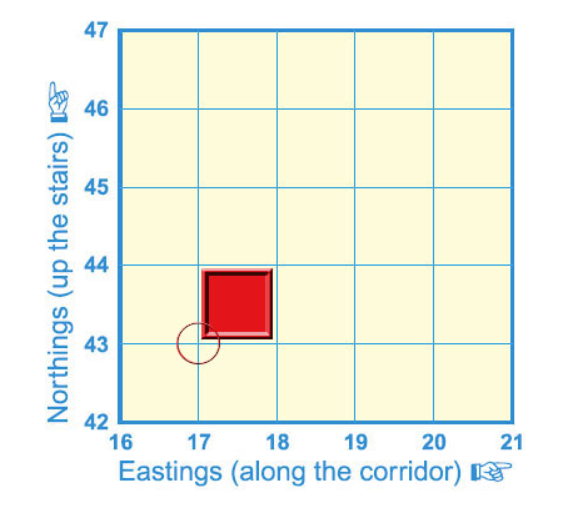 47
46
45
44
43
42
Northings (up the stairs)
16 17 18 19 20 21
Eastings (along the corridor)